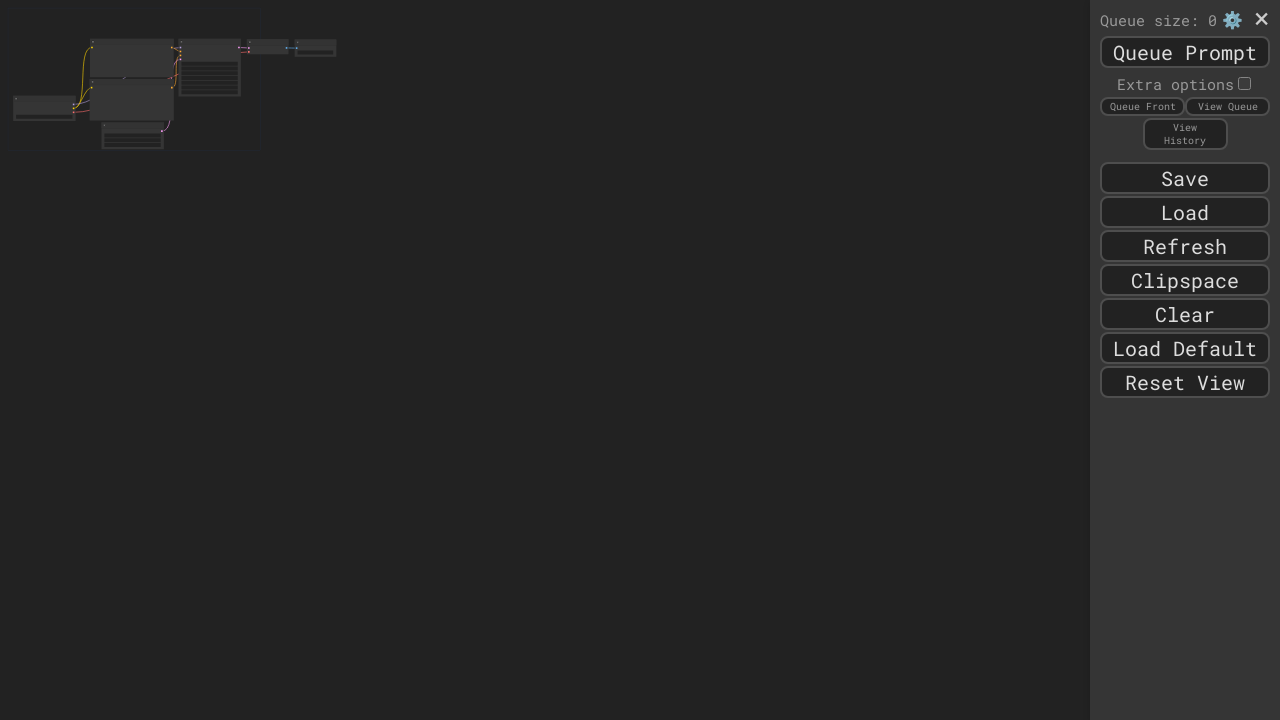 Queue size: 0
Queue Prompt
Extra options
Queue Front
View Queue
View
History
Save
Load
Refresh
Clipspace
Clear
Load Default
Reset View